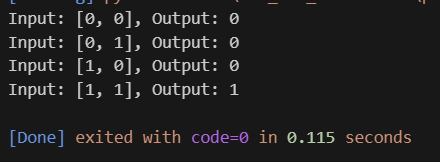 Input: [0, 0], Output: 0
Input: [0, 1], Output: 0
Input: [1, 0], Output: 0
Input: [1, 1], Output: 1
[Done] exited with code=0 in 0.115 seconds